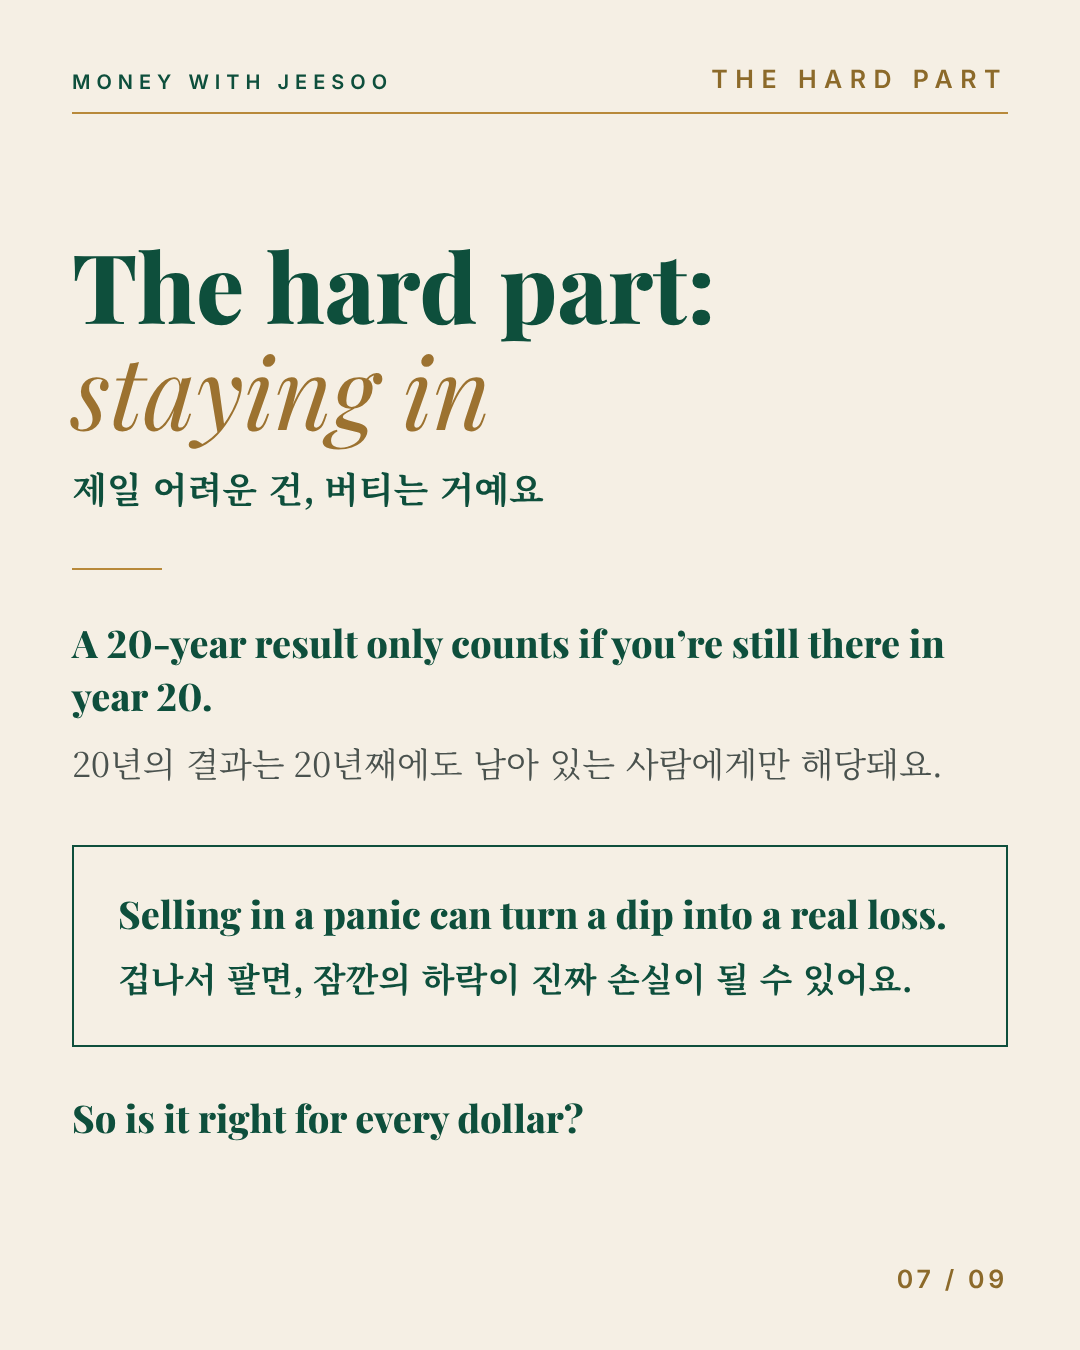 MONEY WITH JEESOO
THE HARD PART
The hard part:
staying in
제일 어려운 건, 버티는 거예요
A 20-year result only counts if you’re still there in
year 20.
20년의 결과는 20년째에도 남아 있는 사람에게만 해당돼요.
Selling in a panic can turn a dip into a real loss.
겁나서 팔면, 잠깐의 하락이 진짜 손실이 될 수 있어요.
So is it right for every dollar?
07 / 09